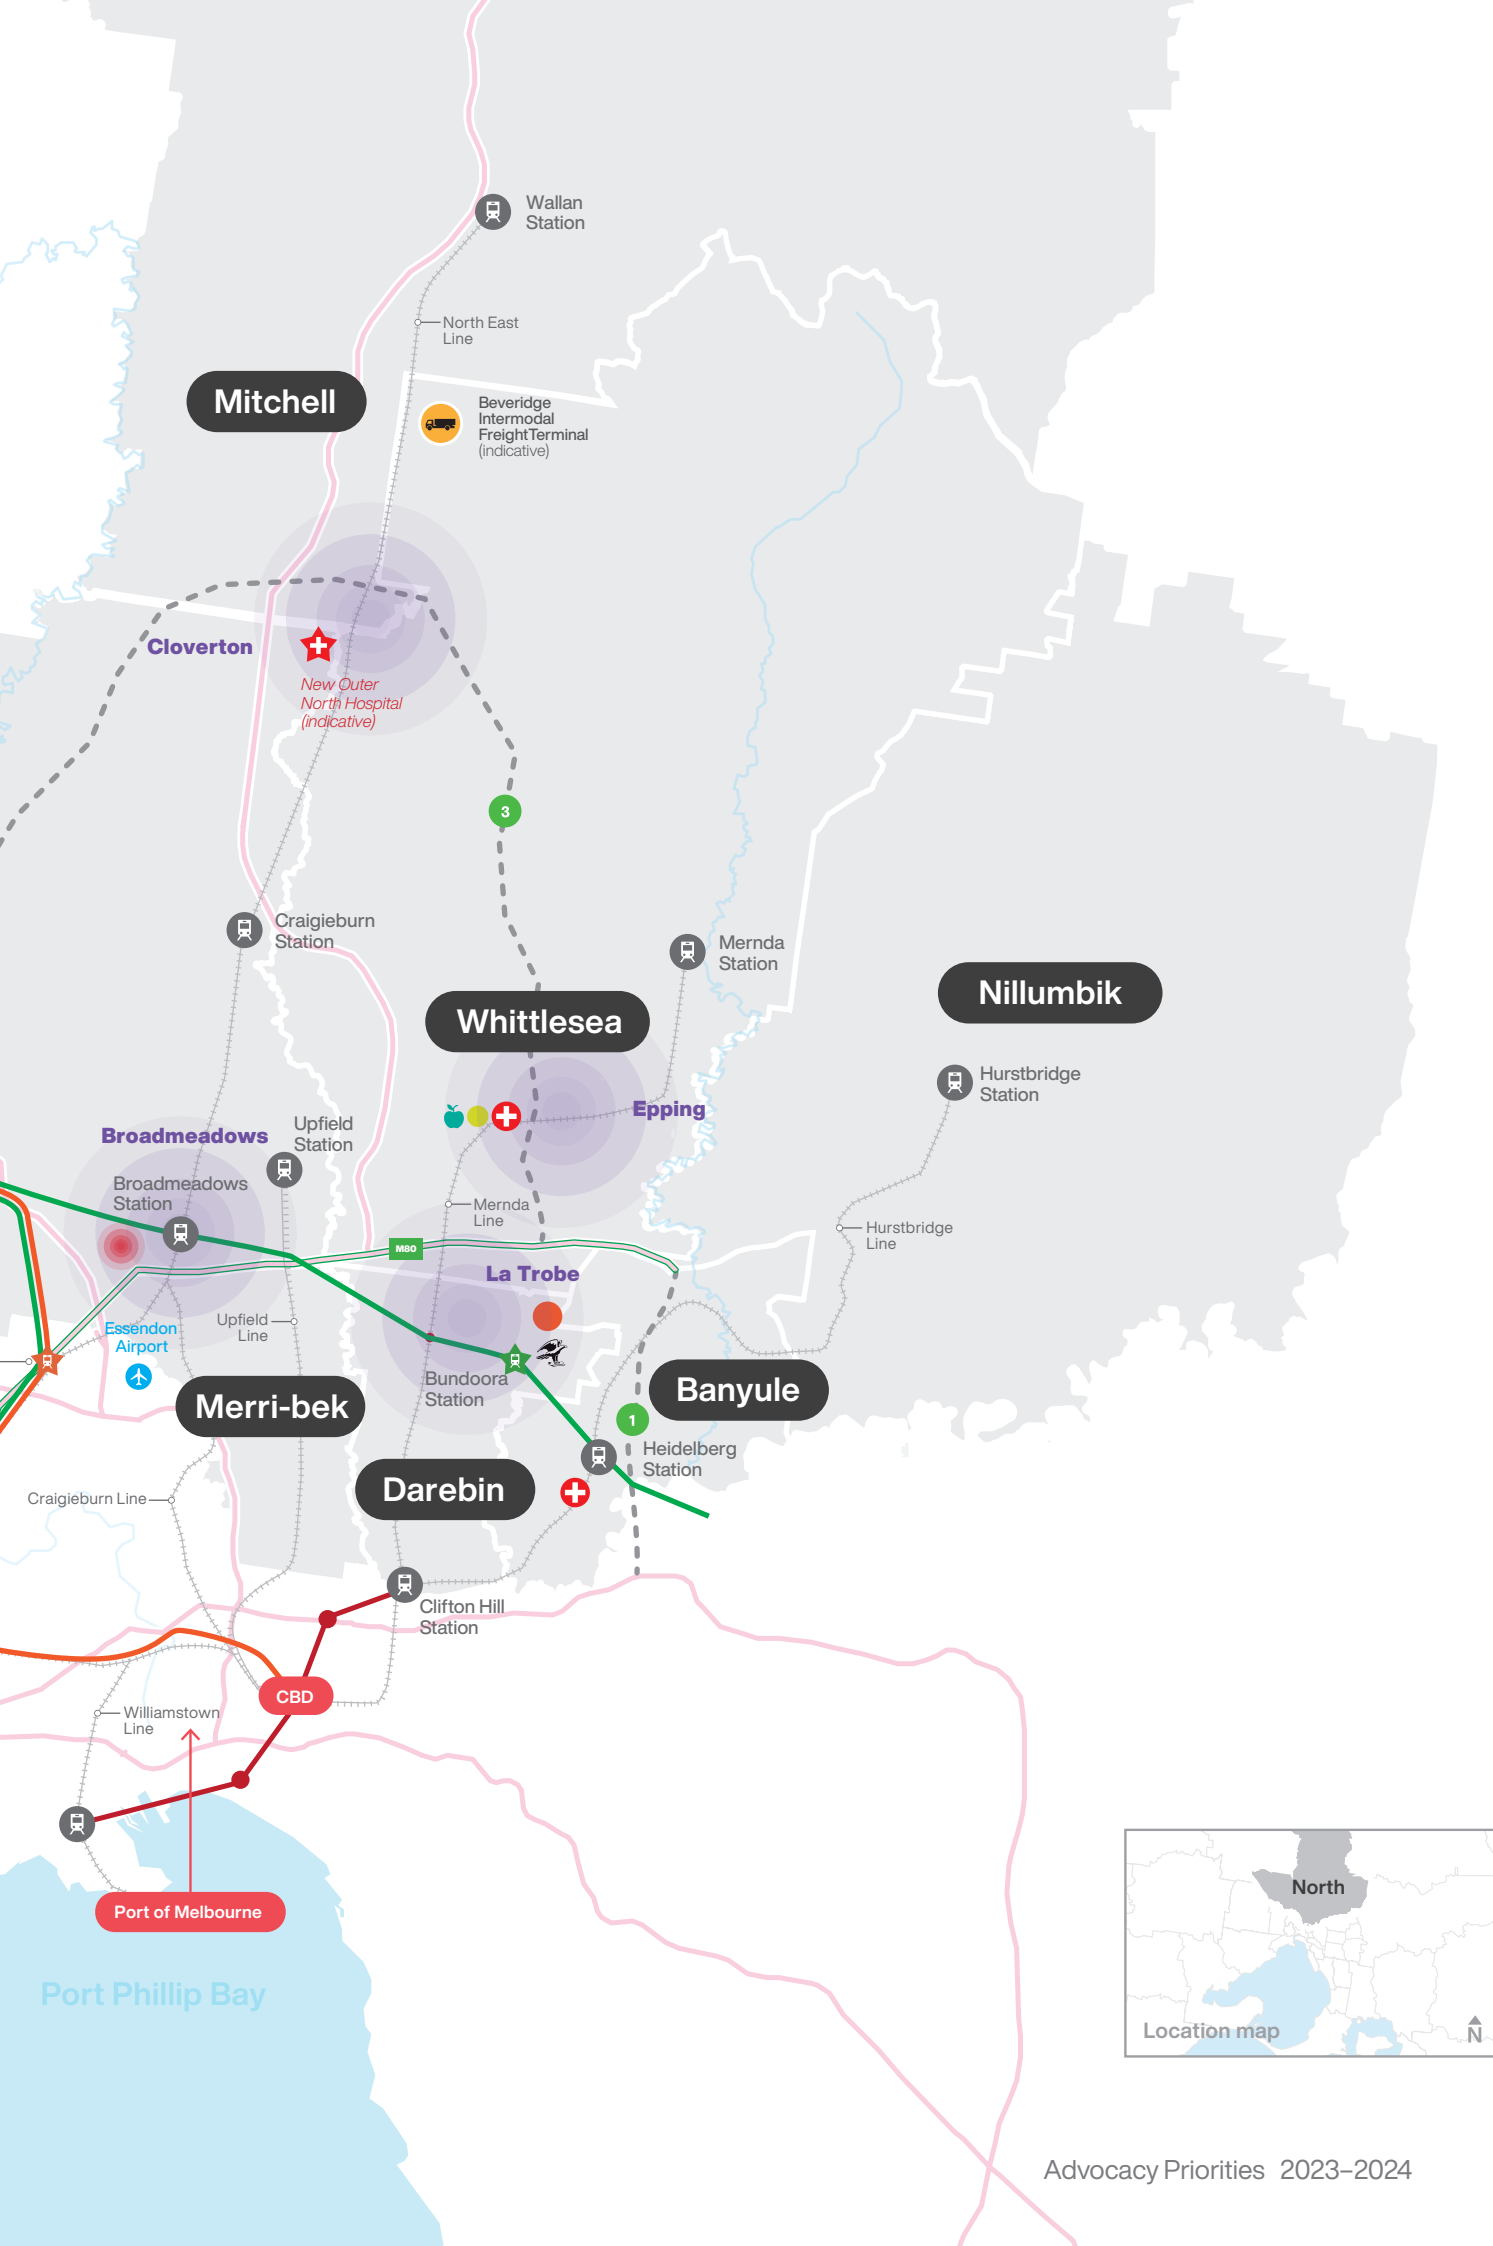 Wallan
Station
North East
Line
Mitchell
Beveridge
Intermodal
FreightTerminal
(indicative)
Cloverton
New Outer
North Hospital
(indicative)
3
Craigieburn
Station
Mernda
Station
Nillumbik
Whittlesea
Hurstbridge
Station
Epping
Upfield
Station
Broadmeadows
Broadmeadows
Station
Mernda
Line
Hurstbridge
Line
M80
La Trobe
Upfield
Line
Essendon
Airport
Bundoora
Station
Banyule
Merri-bek
1
Heidelberg
Station
Darebin
Craigieburn Line
Clifton Hill
Station
CBD
Williamstown
Line
Port of Melbourne
Port Phillip Bay
North
Location map
N
Advocacy Priorities 2023–2024